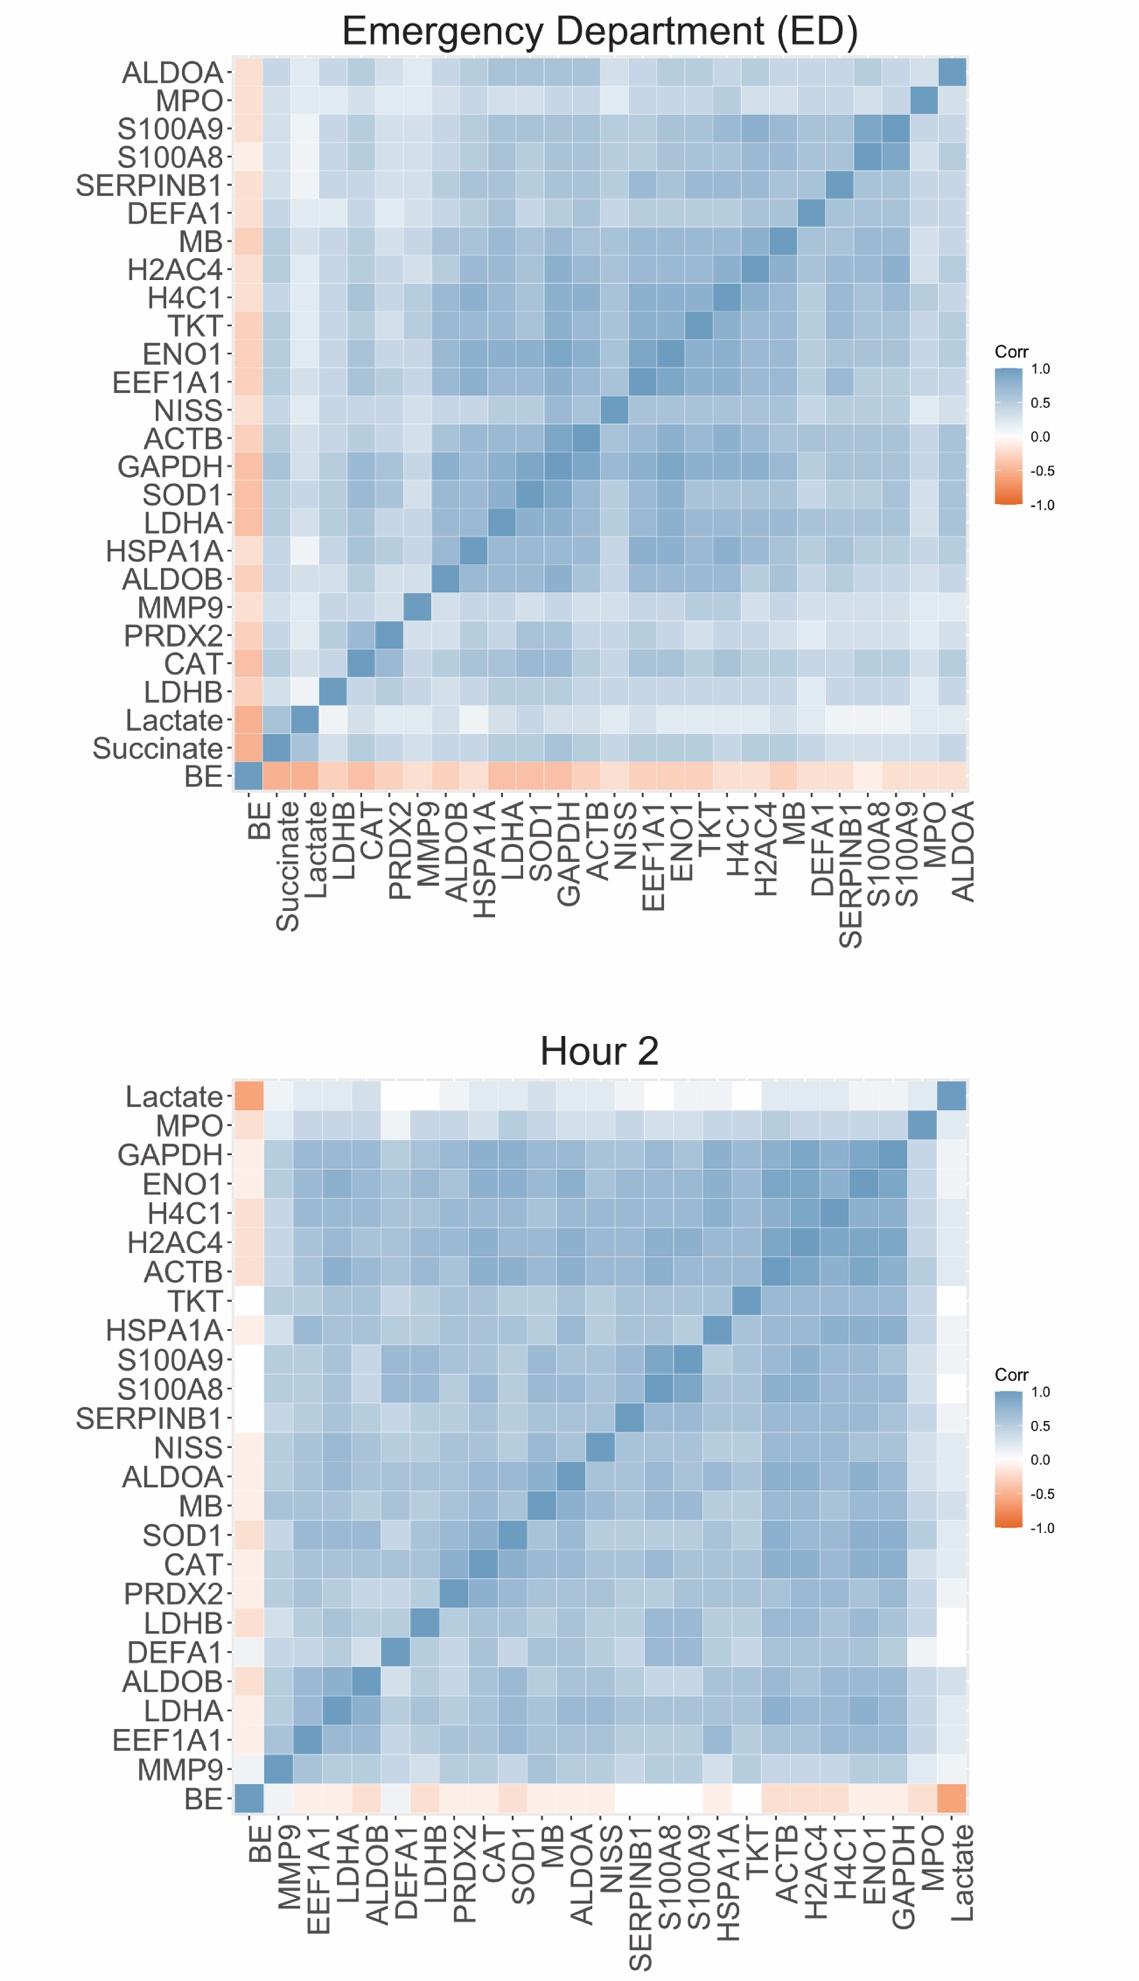 Emergency Department (ED)
ALDOA
MPO
S100A9
S100A8
SERPINB1
DEFA1
MB
H2AC4
H4C1
TKT
ENO1
EEF1A1
NISS
ACTB
GAPDH
SOD1
LDHA
HSPA1A
ALDOB
MMP9
PRDX2
CAT
LDHB
Lactate
Succinate
BE
BE
Succinate
Lactate
LDHB
CAT
PRDX2
MMP9
ALDOB
HSPA1A
LDHA
SOD1
GAPDH
ACTB
NISS
EEF1A1
ENO1
TKT
H4C1
H2AC4
MB
DEFA1
SERPINB1
S100A8
S100A9
MPO
ALDOA
Corr
1.0
0.5
0.0
-0.5
-1.0
Hour 2
Lactate
MPO
GAPDH
ENO1
H4C1
H2AC4
ACTB
TKT
HSPA1A
S100A9
S100A8
SERPINB1
NISS
ALDOA
MB
SOD1
CAT
PRDX2
LDHB
DEFA1
ALDOB
LDHA
EEF1A1
MMP9
BE
BE
MMP9
EEF1A1
LDHA
ALDOB
DEFA1
LDHB
PRDX2
CAT
SOD1
MB
ALDOA
NISS
SERPINB1
S100A8
S100A9
HSPA1A
TKT
ACTB
H2AC4
H4C1
ENO1
GAPDH
MPO
Lactate
Corr
1.0
0.5
0.0
-0.5
-1.0